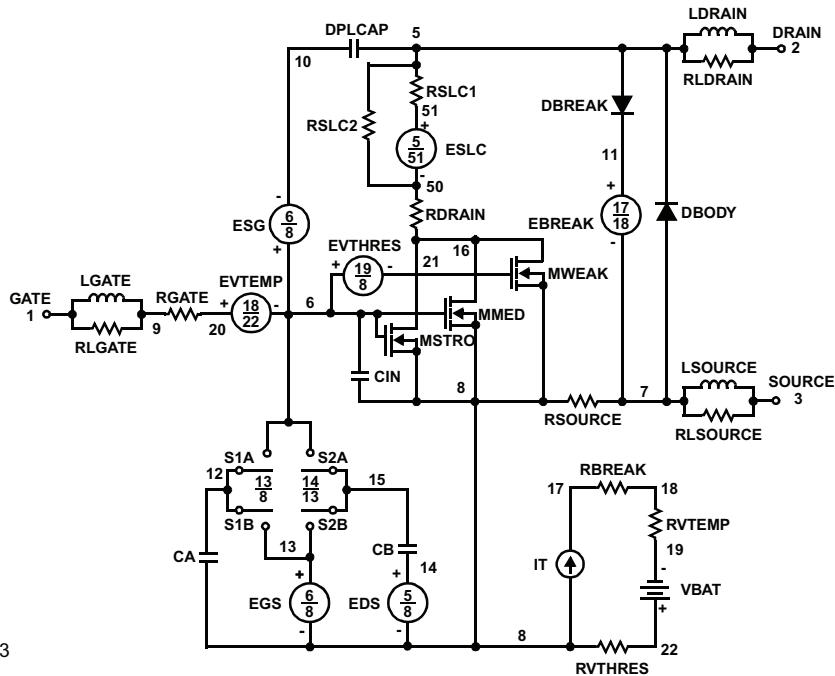 LDRAIN
DPLCAP 5 DRAIN
10 2
RSLC1 RLDRAIN
51 DBREAK
RSLC2 +
5
51 ESLC
11
-
50
- +
ESG 6
8 RDRAIN EBREAK 17
18 DBODY
+ EVTHRES 16 -
+ 19
8 - 21 MWEAK
LGATE EVTEMP
GATE RGATE + 18
22 - 6 MMED
1 9 20 MSTRO
RLGATE
CIN LSOURCE
8 7 SOURCE
3
RSOURCE
RLSOURCE
S1A S2A
12 13
8 14
13 15 RBREAK
17 18
S1B S2B RVTEMP
13 CB 19
CA 14 IT -
+ + VBAT
EGS 6
8 EDS 5
8 +
- - 8 22
RVTHRES
3